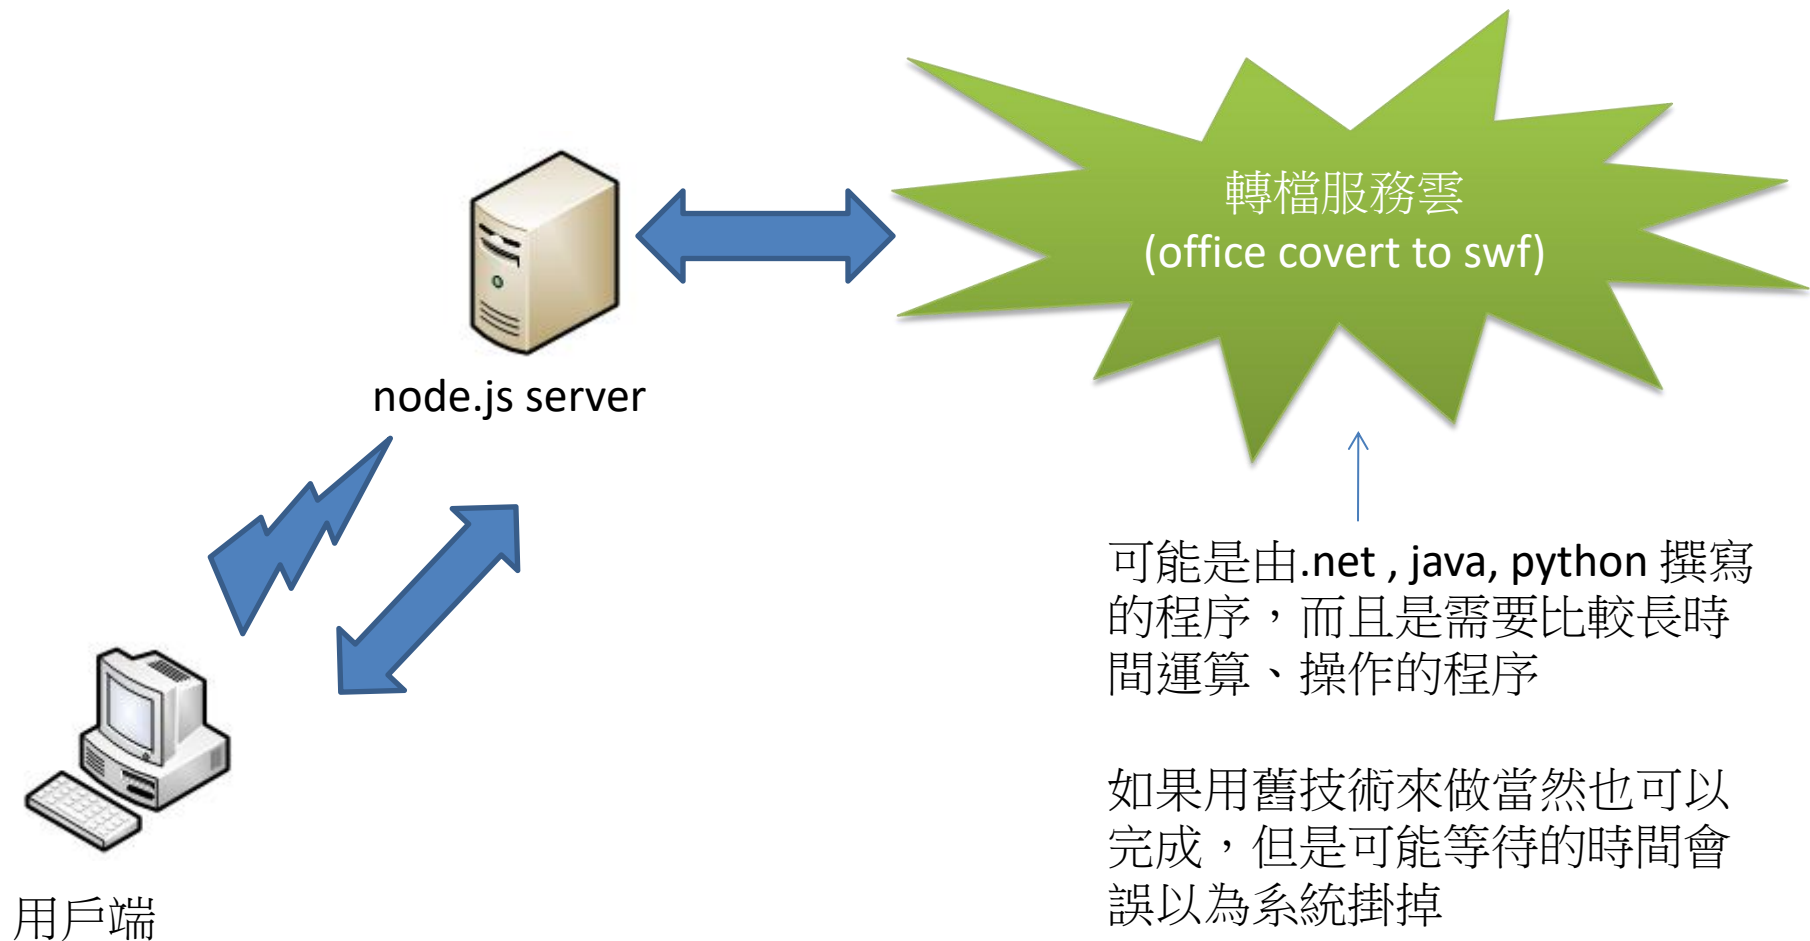 轉檔服務雲
(office covert to swf)
node.js server
可能是由.net , java, python 撰寫
的程序，而且是需要比較長時
間運算、操作的程序
如果用舊技術來做當然也可以
完成，但是可能等待的時間會
誤以為系統掛掉
用戶端